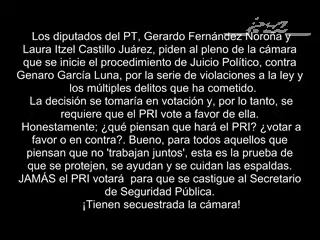 Los diputados del PT, Gerardo Fernández Noroña y
Laura Itzel Castillo Juárez, piden al pleno de la cámara
que se inicie el procedimiento de Juicio Político, contra
Genaro García Luna, por la serie de violaciones a la ley y
los múltiples delitos que ha cometido.
La decisión se tomaría en votación y, por lo tanto, se
requiere que el PRI vote a favor de ella.
Honestamente; ¿qué piensan que hará el PRI? ¿votar a
favor o en contra?. Bueno, para todos aquellos que
piensan que no 'trabajan juntos', esta es la prueba de
que se protejen, se ayudan y se cuidan las espaldas.
JAMÁS el PRI votará para que se castigue al Secretario
de Seguridad Pública.
¡Tienen secuestrada la cámara!